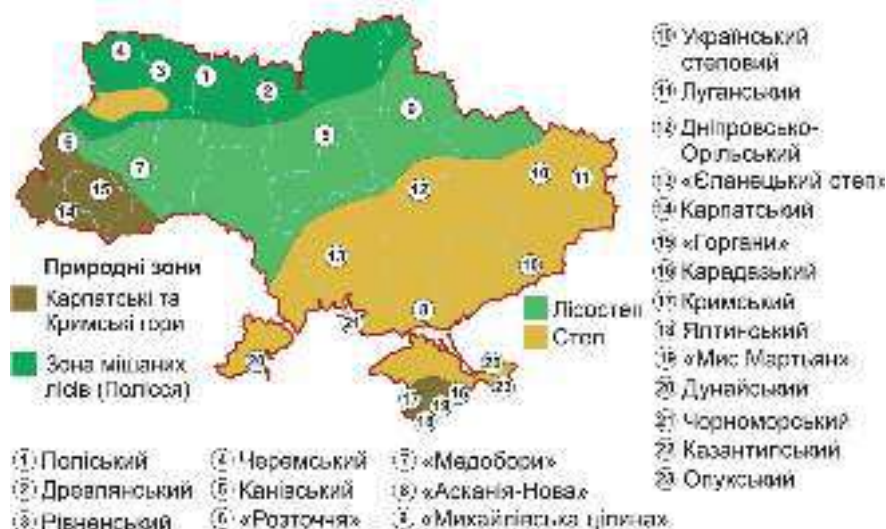 10 Український
степовий
11 Луганський
12 Дніпровсько-
Орільський
13 «Єланецький степ»
14 Карпатський
15 «Горгани»
16 Карадазький
17 Кримський
18 Ялтинський
19 «Мис Мартьян»
20 Дунайський
21 Чорноморський
22 Казантипський
23 Опукський
Природні зони
Карпатські та
Кримські гори
Зона мішаних
лісів (Полісся)
Лісостеп
Степ
1 Поліський
2 Древлянський
3 Рівненський
4 Черемський
5 Канівський
6 «Розточчя»
7 «Медобори»
8 «Асканія-Нова»
9 «Михайлівська цілина»